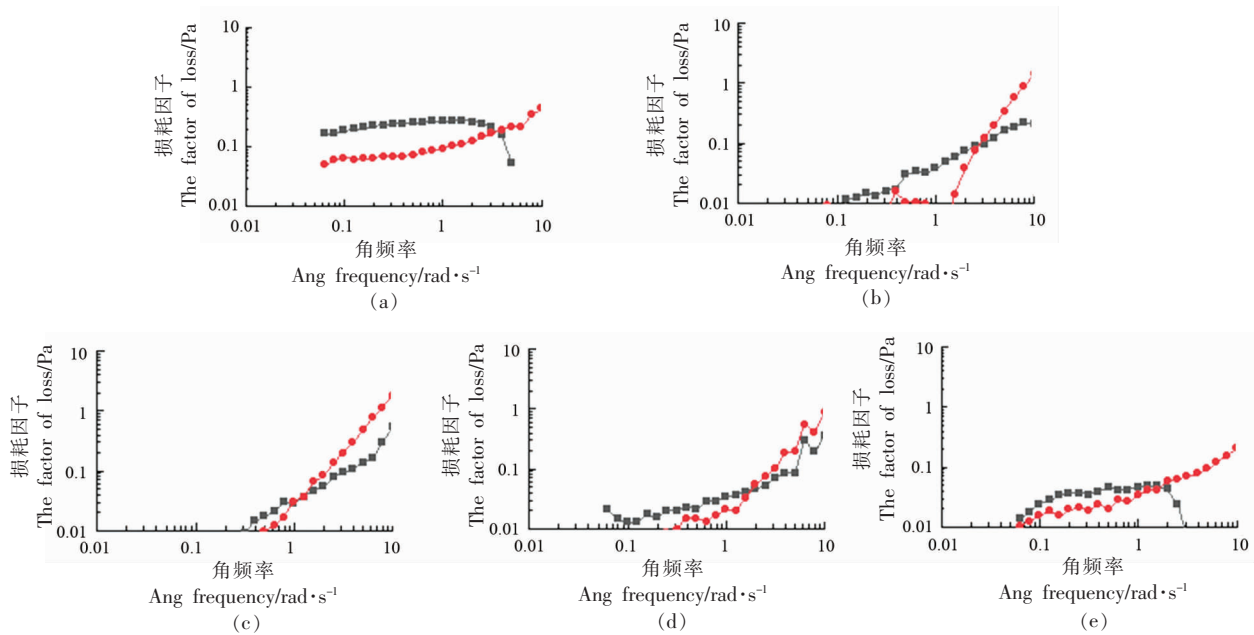 损耗因子
The factor of loss/Pa
10
1
0.1
0.01
0.01
0.1
1
10
角频率
Ang frequency/rad·s⁻¹
(a)
损耗因子
The factor of loss/Pa
10
1
0.1
0.01
0.01
0.1
1
10
角频率
Ang frequency/rad·s⁻¹
(b)
损耗因子
The factor of loss/Pa
10
1
0.1
0.01
0.01
0.1
1
10
角频率
Ang frequency/rad·s⁻¹
(c)
损耗因子
The factor of loss/Pa
10
1
0.1
0.01
0.01
0.1
1
10
角频率
Ang frequency/rad·s⁻¹
(d)
损耗因子
The factor of loss/Pa
10
1
0.1
0.01
0.01
0.1
1
10
角频率
Ang frequency/rad·s⁻¹
(e)